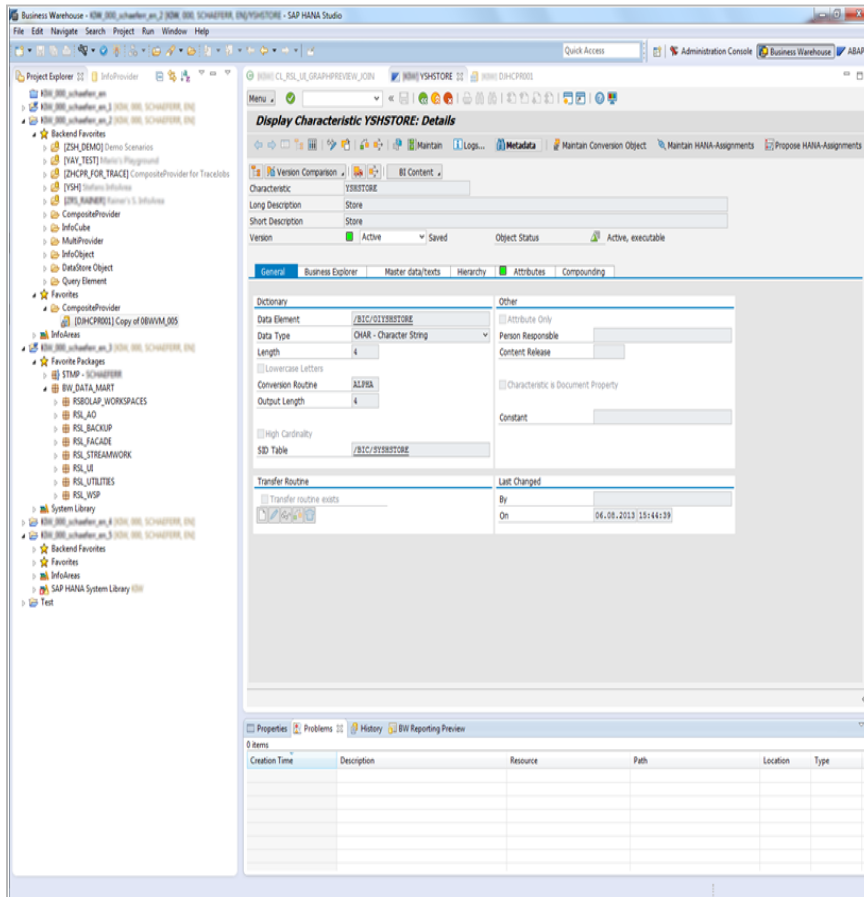 Business Warehouse - SAP HANA Studio
File Edit Navigate Search Project Run Window Help
Quick Access
Administration Console
Business Warehouse
ABAP
Project Explorer
InfoProvider
CL_RSL_UI_GRAPHPREVIEW_JOIN
YSHSTORE
DJHCPR001
Menu
Display Characteristic YSHSTORE: Details
Maintain Logs... Metadata Maintain Conversion Object Maintain HANA-Assignments Propose HANA-Assignments
Version Comparison BI Content
Characteristic YSHSTORE
Long Description Store
Short Description Store
Version Active Saved Object Status Active, executable
General Business Explorer Master data/texts Hierarchy Attributes Compounding
Dictionary
Data Element /BIC/OIYSHSTORE
Data Type CHAR - Character String
Length 4
Lowercase Letters
Conversion Routine ALPHA
Output Length 4
High Cardinality
SID Table /BIC/SYSHSTORE
Other
Attribute Only
Person Responsible
Content Release
Characteristic is Document Property
Constant
Transfer Routine
Transfer routine exists
Last Changed
By
On 06.08.2013 15:44:39
Backend Favorites
[ZSH_DEMO] Demo Scenarios
[YAY_TEST]
[ZHCPR_FOR_TRACE] CompositeProvider for TraceJobs
[YSH]
CompositeProvider
InfoCube
MultiProvider
InfoObject
DataStore Object
Query Element
Favorites
CompositeProvider
[DJHCPR001] Copy of 0BWVM_005
InfoAreas
Favorite Packages
STMP -
BW_DATA_MART
RSBOLAP_WORKSPACES
RSL_AO
RSL_BACKUP
RSL_FACADE
RSL_STREAMWORK
RSL_UI
RSL_UTILITIES
RSL_WSP
System Library
Backend Favorites
Favorites
InfoAreas
SAP HANA System Library
Test
Properties Problems History BW Reporting Preview
0 items
Creation Time Description Resource Path Location Type